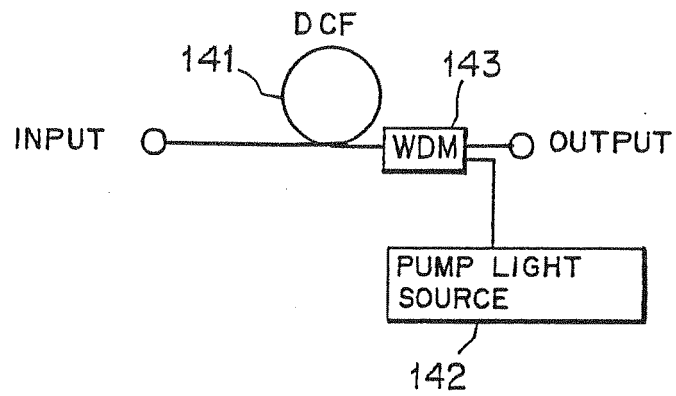 DCF
141
143
INPUT
WDM
OUTPUT
PUMP LIGHT
SOURCE
142